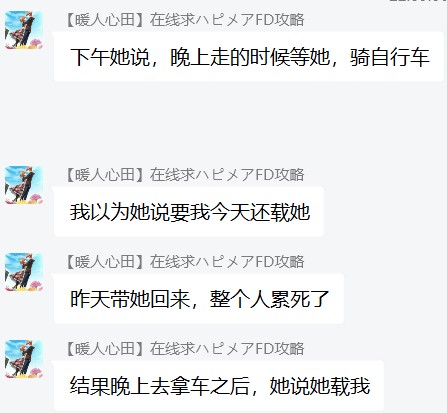 【暖人心田】在线求ハピメアFD攻略
下午她说，晚上走的时候等她，骑自行车
【暖人心田】在线求ハピメアFD攻略
我以为她说要我今天还载她
【暖人心田】在线求ハピメアFD攻略
昨天带她回来，整个人累死了
【暖人心田】在线求ハピメアFD攻略
结果晚上去拿车之后，她说她载我